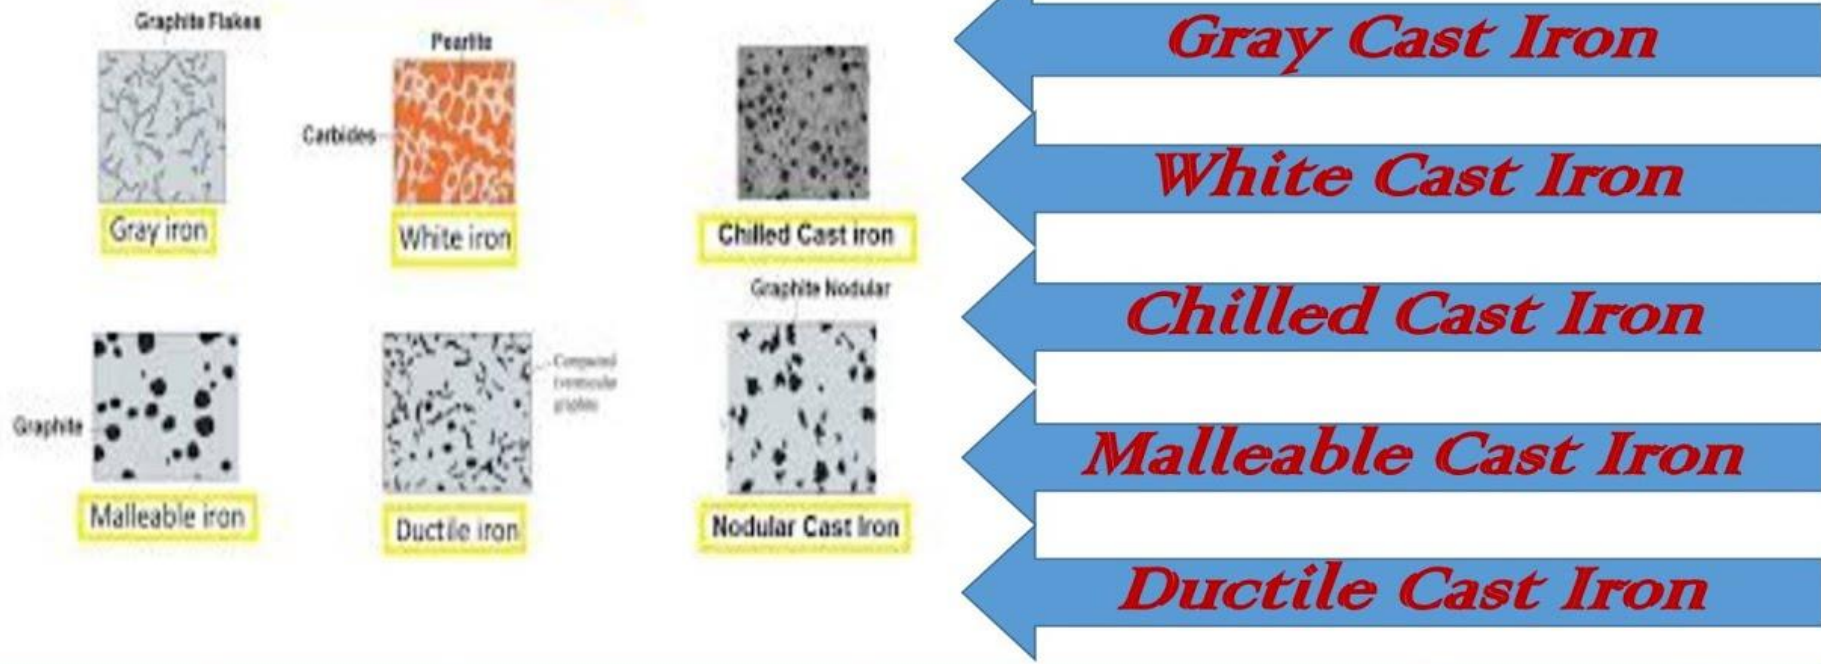 Graphite Flakes
Pearlite
Carbides
Gray iron
White iron
Chilled Cast iron
Graphite Nodular
Graphite
Malleable iron
Ductile iron
Nodular Cast Iron
Gray Cast Iron
White Cast Iron
Chilled Cast Iron
Malleable Cast Iron
Ductile Cast Iron